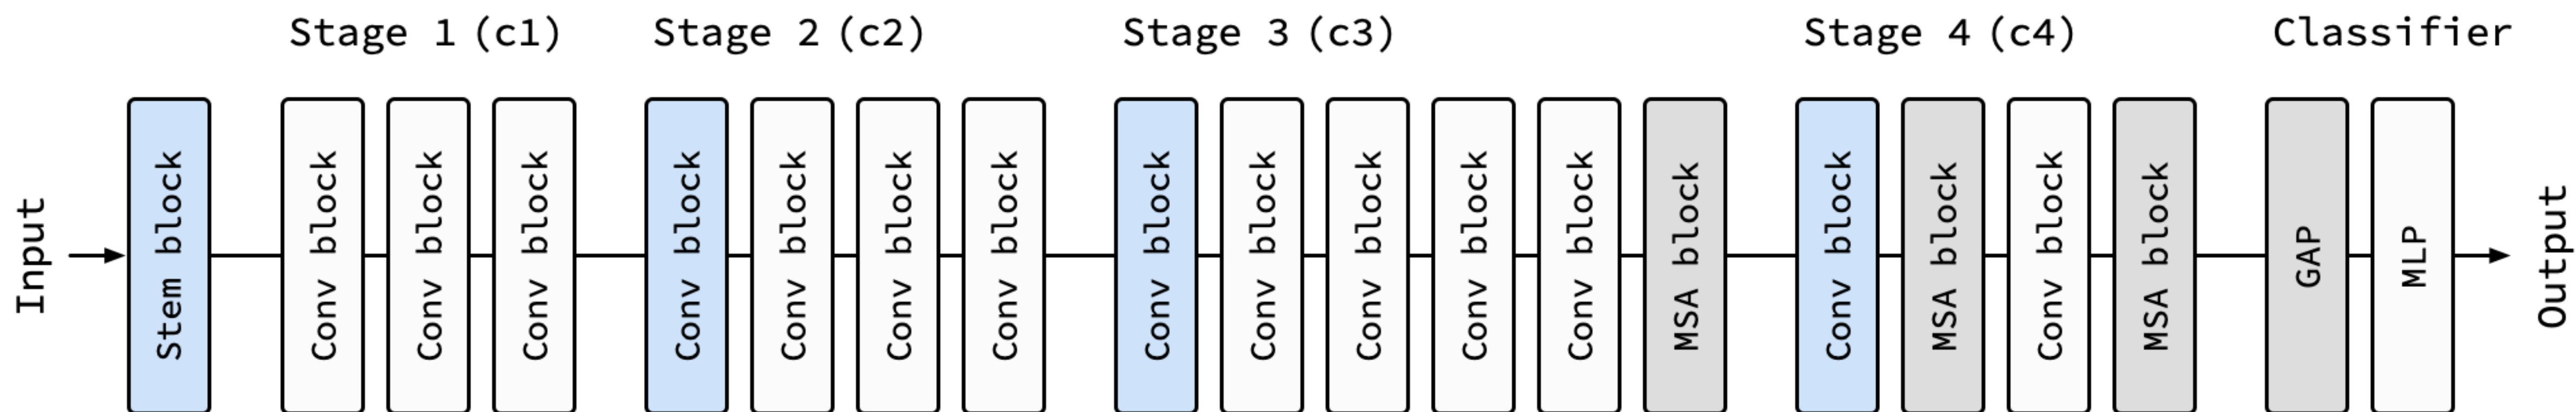 Stage 1 (c1)
Stage 2 (c2)
Stage 3 (c3)
Stage 4 (c4)
Classifier
Input
Stem block
Conv block
Conv block
Conv block
Conv block
Conv block
Conv block
Conv block
Conv block
Conv block
Conv block
Conv block
Conv block
MSA block
Conv block
MSA block
Conv block
MSA block
GAP
MLP
Output